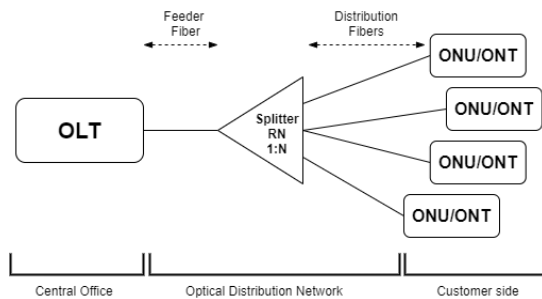 Feeder
Fiber
Distribution
Fibers
OLT
Splitter
RN
1:N
ONU/ONT
ONU/ONT
ONU/ONT
ONU/ONT
Central Office
Optical Distribution Network
Customer side